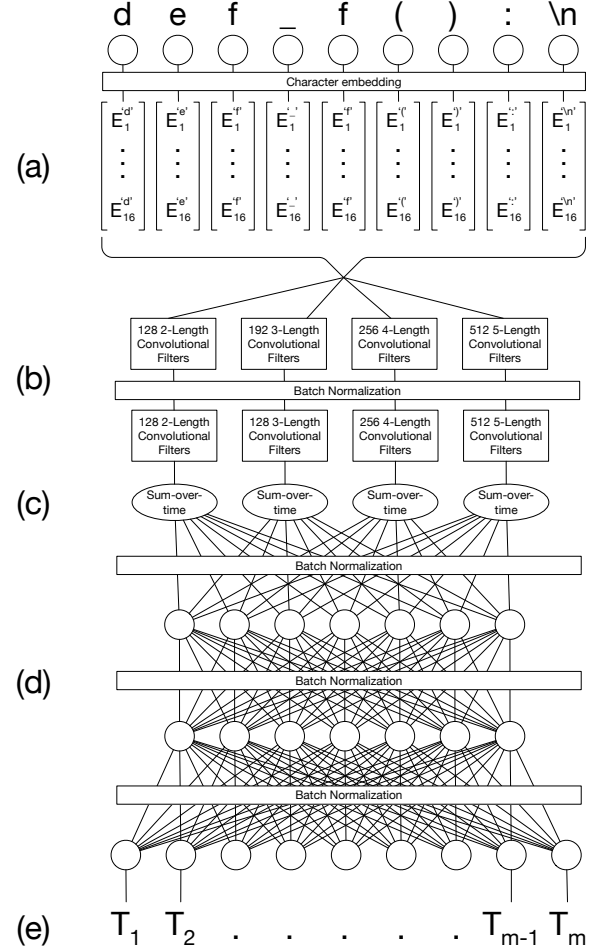 d e f _ f ( ) : \n
Character embedding
E₁'d' E₁'e' E₁'f' E₁'_' E₁'f' E₁'(' E₁')' E₁':' E₁'\n'
. . . . . . . . .
(a) . . . . . . . . .
. . . . . . . . .
E₁₆'d' E₁₆'e' E₁₆'f' E₁₆'_' E₁₆'f' E₁₆'(' E₁₆')' E₁₆':' E₁₆'\n'
128 2-Length 192 3-Length 256 4-Length 512 5-Length
Convolutional Convolutional Convolutional Convolutional
Filters Filters Filters Filters
(b) Batch Normalization
128 2-Length 128 3-Length 256 4-Length 512 5-Length
Convolutional Convolutional Convolutional Convolutional
Filters Filters Filters Filters
(c) Sum-over- Sum-over- Sum-over- Sum-over-
time time time time
Batch Normalization
(d) Batch Normalization
Batch Normalization
(e) T₁ T₂ . . . . . Tₘ₋₁ Tₘ